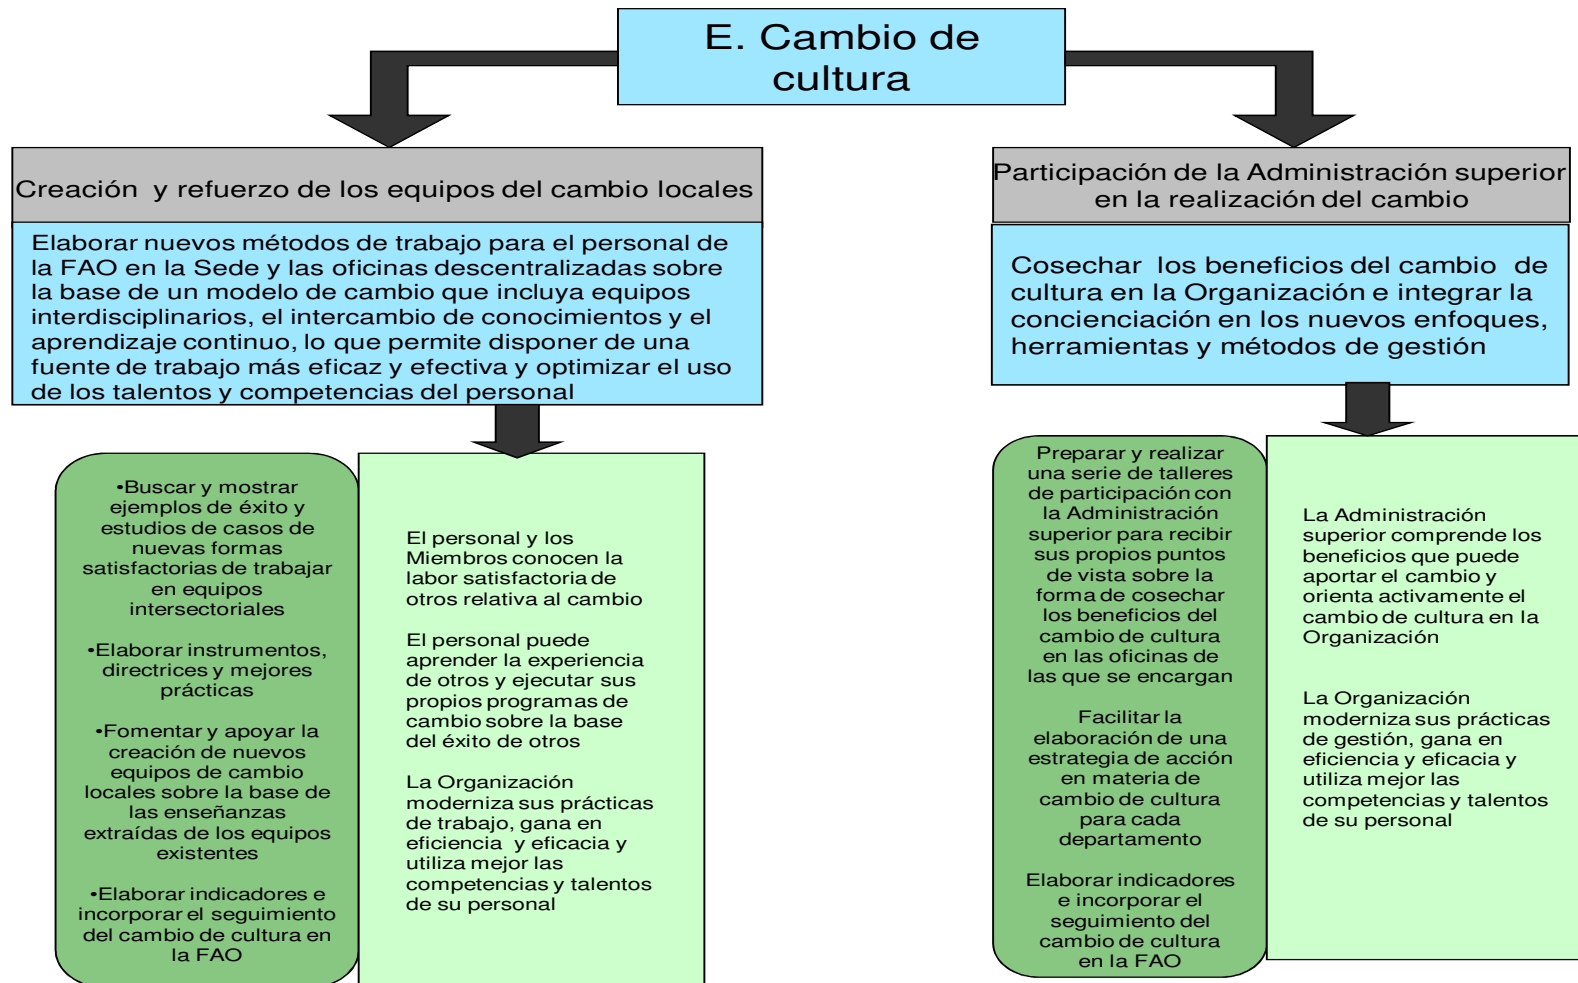 E. Cambio de
cultura
Creación y refuerzo de los equipos del cambio locales
Elaborar nuevos métodos de trabajo para el personal de
la FAO en la Sede y las oficinas descentralizadas sobre
la base de un modelo de cambio que incluya equipos
interdisciplinarios, el intercambio de conocimientos y el
aprendizaje continuo, lo que permite disponer de una
fuente de trabajo más eficaz y efectiva y optimizar el uso
de los talentos y competencias del personal
•Buscar y mostrar
ejemplos de éxito y
estudios de casos de
nuevas formas
satisfactorias de trabajar
en equipos
intersectoriales
•Elaborar instrumentos,
directrices y mejores
prácticas
•Fomentar y apoyar la
creación de nuevos
equipos de cambio
locales sobre la base de
las enseñanzas
extraídas de los equipos
existentes
•Elaborar indicadores e
incorporar el seguimiento
del cambio de cultura en
la FAO
El personal y los
Miembros conocen la
labor satisfactoria de
otros relativa al cambio
El personal puede
aprender la experiencia
de otros y ejecutar sus
propios programas de
cambio sobre la base
del éxito de otros
La Organización
moderniza sus prácticas
de trabajo, gana en
eficiencia y eficacia y
utiliza mejor las
competencias y talentos
de su personal
Participación de la Administración superior
en la realización del cambio
Cosechar los beneficios del cambio de
cultura en la Organización e integrar la
concienciación en los nuevos enfoques,
herramientas y métodos de gestión
Preparar y realizar
una serie de talleres
de participación con
la Administración
superior para recibir
sus propios puntos
de vista sobre la
forma de cosechar
los beneficios del
cambio de cultura
en las oficinas de
las que se encargan
Facilitar la
elaboración de una
estrategia de acción
en materia de
cambio de cultura
para cada
departamento
Elaborar indicadores
e incorporar el
seguimiento del
cambio de cultura
en la FAO
La Administración
superior comprende los
beneficios que puede
aportar el cambio y
orienta activamente el
cambio de cultura en la
Organización
La Organización
moderniza sus prácticas
de gestión, gana en
eficiencia y eficacia y
utiliza mejor las
competencias y talentos
de su personal